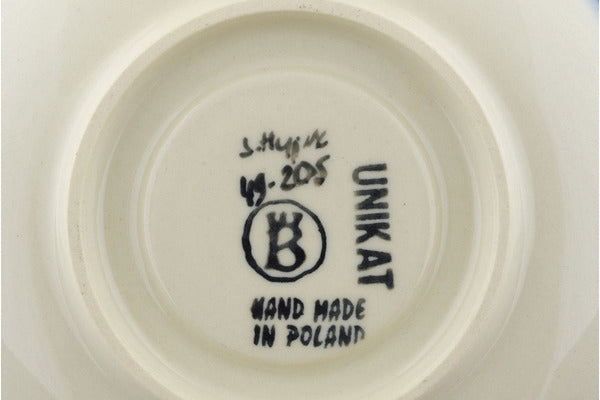 49-205
B
UNIKAT
HAND MADE
IN POLAND